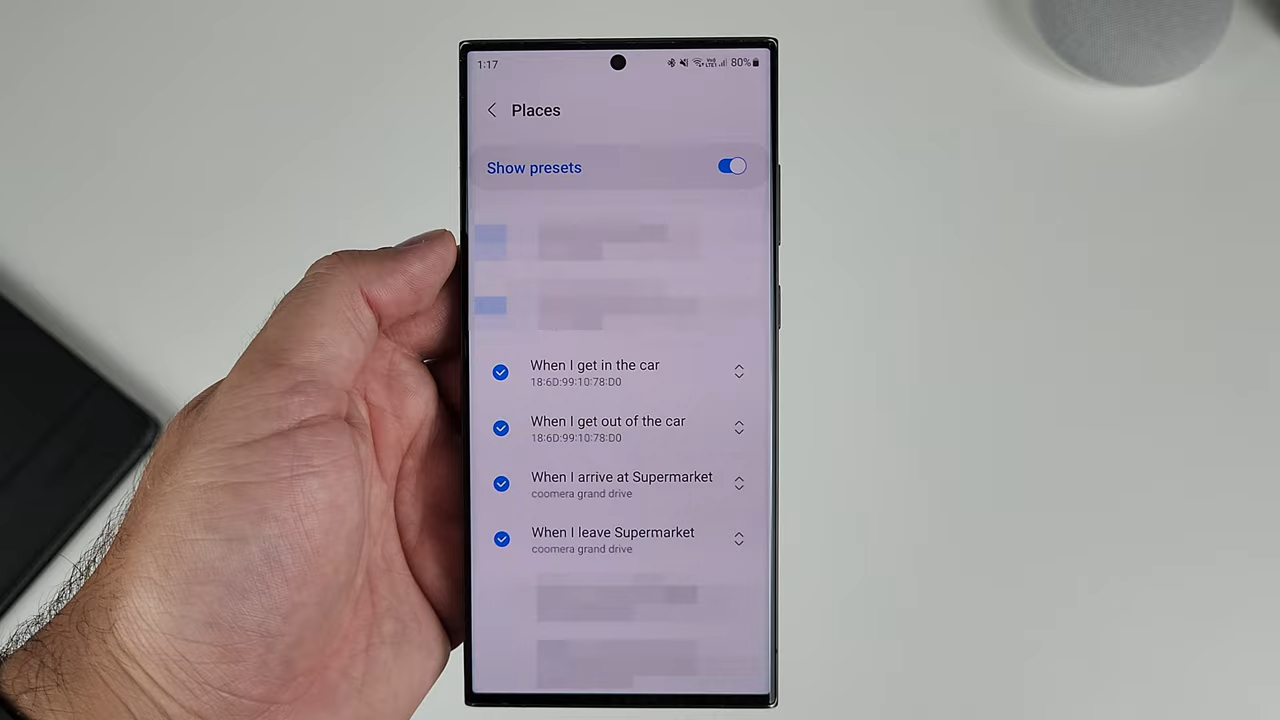 1:17
80%
Places
Show presets
When I get in the car
18:6D:99:10:78:D0
When I get out of the car
18:6D:99:10:78:D0
When I arrive at Supermarket
coomera grand drive
When I leave Supermarket
coomera grand drive